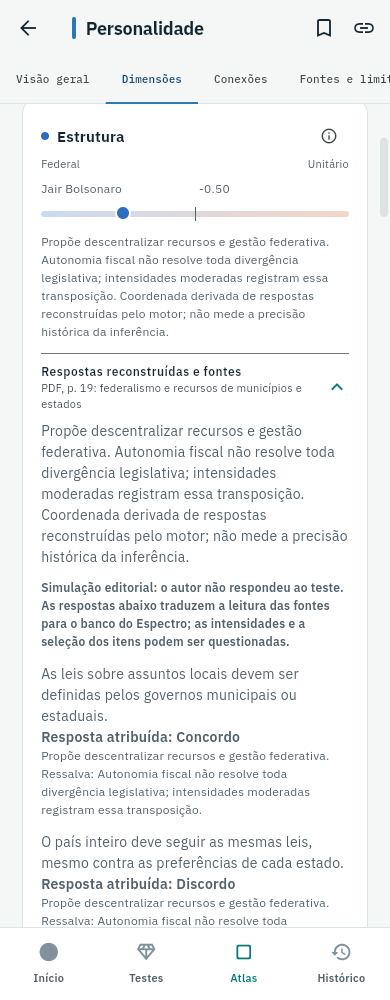 Personalidade
Visão geral
Dimensões
Conexões
Fontes e limit
Estrutura
Federal
Unitário
Jair Bolsonaro
-0.50
Propõe descentralizar recursos e gestão federativa.
Autonomia fiscal não resolve toda divergência
legislativa; intensidades moderadas registram essa
transposição. Coordenada derivada de respostas
reconstruídas pelo motor; não mede a precisão
histórica da inferência.
Respostas reconstruídas e fontes
PDF, p. 19: federalismo e recursos de municípios e
estados
Propõe descentralizar recursos e gestão
federativa. Autonomia fiscal não resolve toda
divergência legislativa; intensidades
moderadas registram essa transposição.
Coordenada derivada de respostas
reconstruídas pelo motor; não mede a precisão
histórica da inferência.
Simulação editorial: o autor não respondeu ao teste.
As respostas abaixo traduzem a leitura das fontes
para o banco do Espectro; as intensidades e a
seleção dos itens podem ser questionadas.
As leis sobre assuntos locais devem ser
definidas pelos governos municipais ou
estaduais.
Resposta atribuída: Concordo
Propõe descentralizar recursos e gestão federativa.
Ressalva: Autonomia fiscal não resolve toda
divergência legislativa; intensidades moderadas
registram essa transposição.
O país inteiro deve seguir as mesmas leis,
mesmo contra as preferências de cada estado.
Resposta atribuída: Discordo
Propõe descentralizar recursos e gestão federativa.
Ressalva: Autonomia fiscal não resolve toda
Início
Testes
Atlas
Histórico